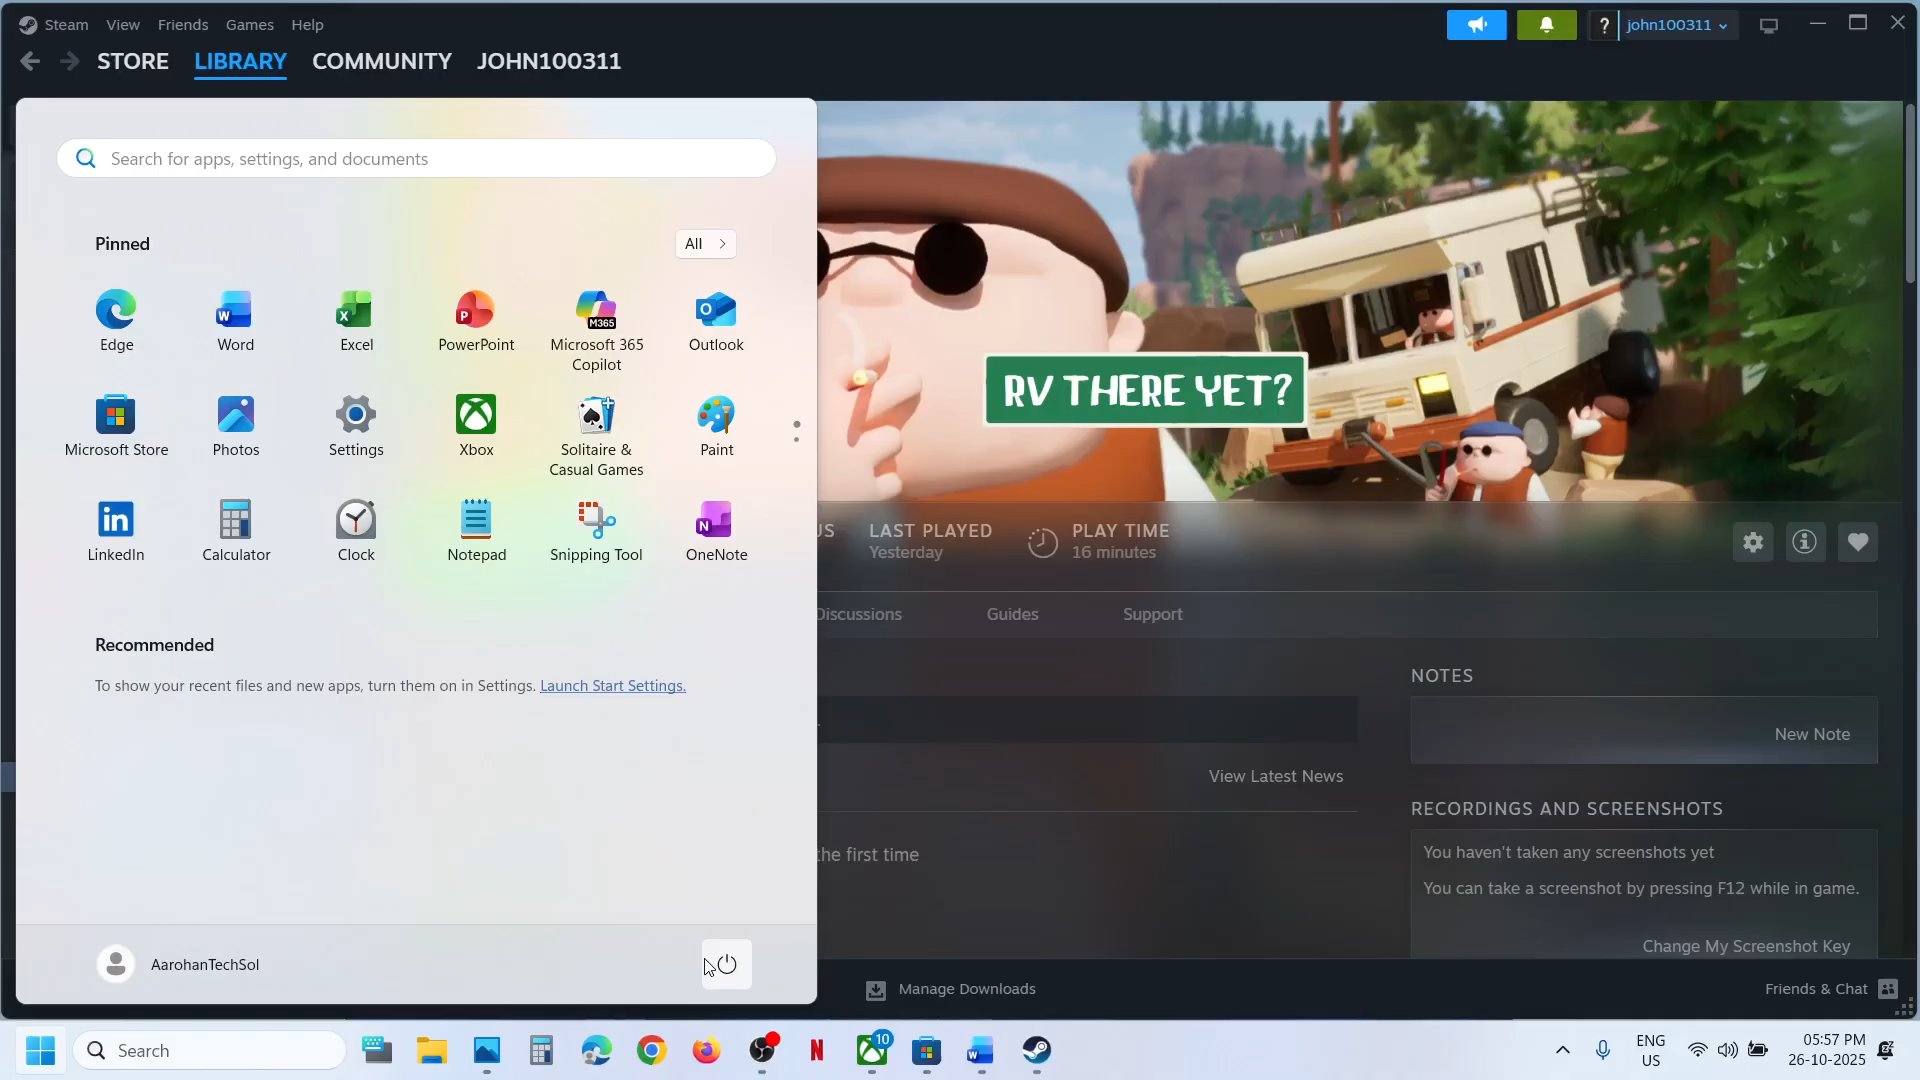 Steam View Friends Games Help
? john100311
STORE LIBRARY COMMUNITY JOHN100311
Search for apps, settings, and documents
Pinned
All
Edge Word Excel PowerPoint Microsoft 365 Copilot Outlook
M365
Microsoft Store Photos Settings Xbox Solitaire & Casual Games Paint
LinkedIn Calculator Clock Notepad Snipping Tool OneNote
Recommended
To show your recent files and new apps, turn them on in Settings. Launch Start Settings.
AarohanTechSol
RV THERE YET?
US LAST PLAYED PLAY TIME
Yesterday 16 minutes
Discussions Guides Support
NOTES
New Note
View Latest News
RECORDINGS AND SCREENSHOTS
the first time
You haven't taken any screenshots yet
You can take a screenshot by pressing F12 while in game.
Change My Screenshot Key
Manage Downloads
Friends & Chat
Search
10
ENG
US
05:57 PM
26-10-2025